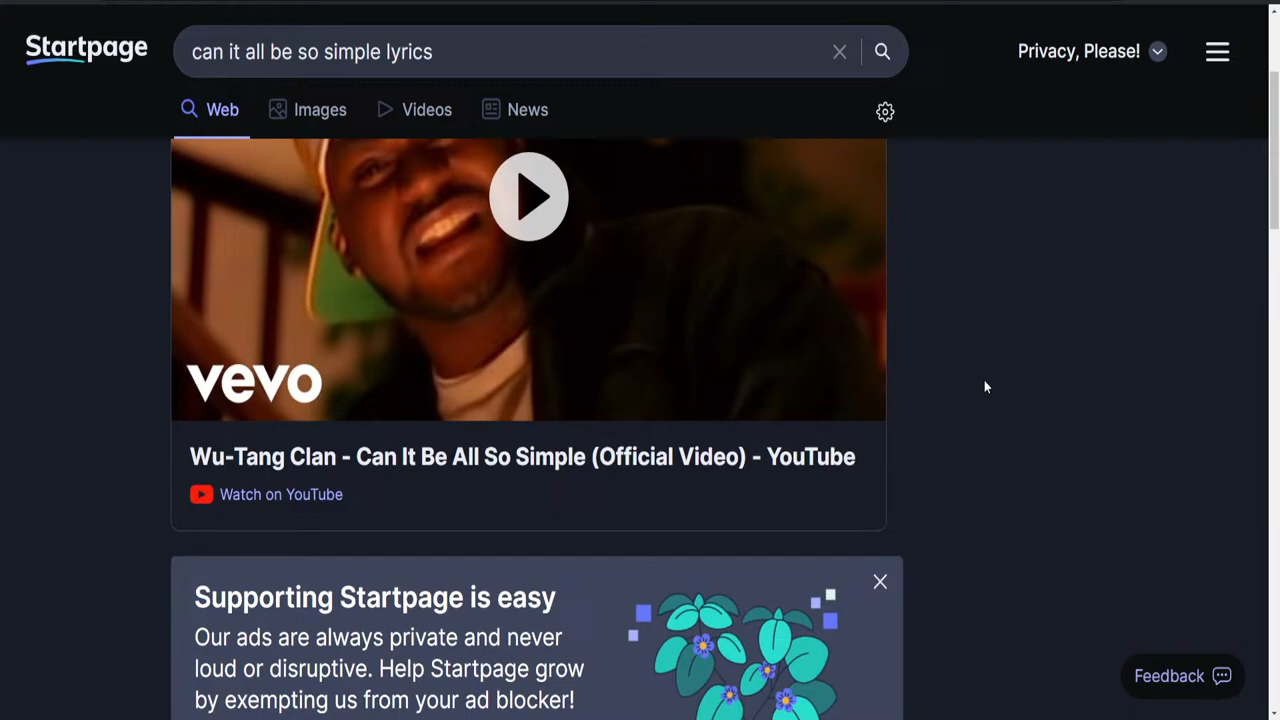 Startpage
can it all be so simple lyrics
Privacy, Please!
Web
Images
Videos
News
vevo
Wu-Tang Clan - Can It Be All So Simple (Official Video) - YouTube
Watch on YouTube
Supporting Startpage is easy
Our ads are always private and never
loud or disruptive. Help Startpage grow
by exempting us from your ad blocker!
Feedback